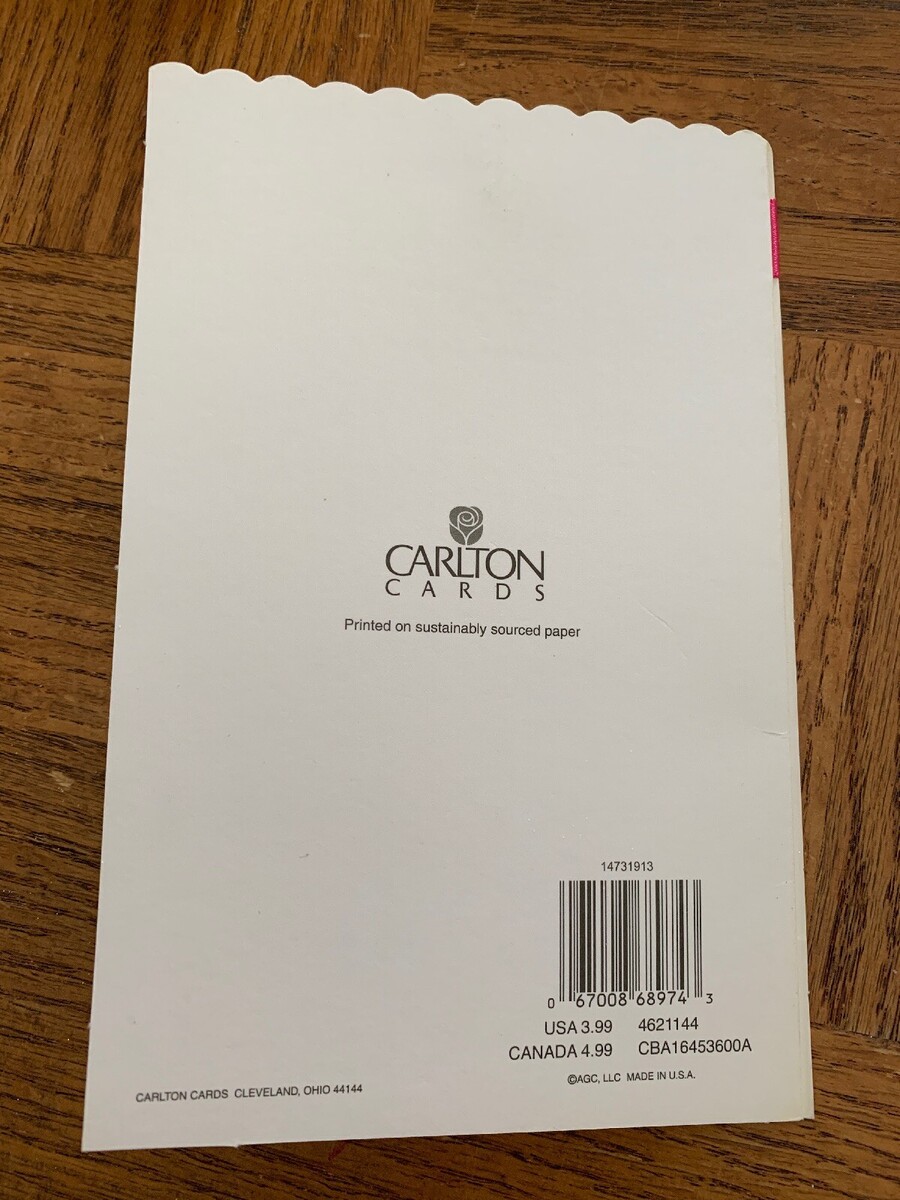 CARLTON
CARDS
Printed on sustainably sourced paper
14731913
0 67008 68974 3
USA 3.99 4621144
CANADA 4.99 CBA16453600A
©AGC, LLC MADE IN U.S.A.
CARLTON CARDS CLEVELAND, OHIO 44144